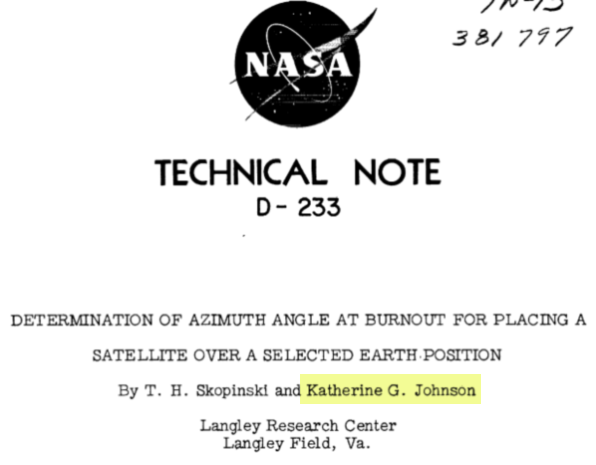 381 797
NASA
TECHNICAL NOTE
D - 233
DETERMINATION OF AZIMUTH ANGLE AT BURNOUT FOR PLACING A
SATELLITE OVER A SELECTED EARTH POSITION
By T. H. Skopinski and Katherine G. Johnson
Langley Research Center
Langley Field, Va.